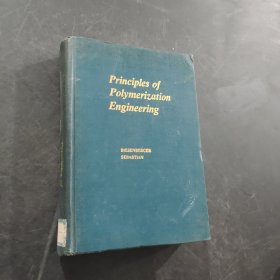 Principles of
Polymerization
Engineering
BIESENBERGER
SEBASTIAN